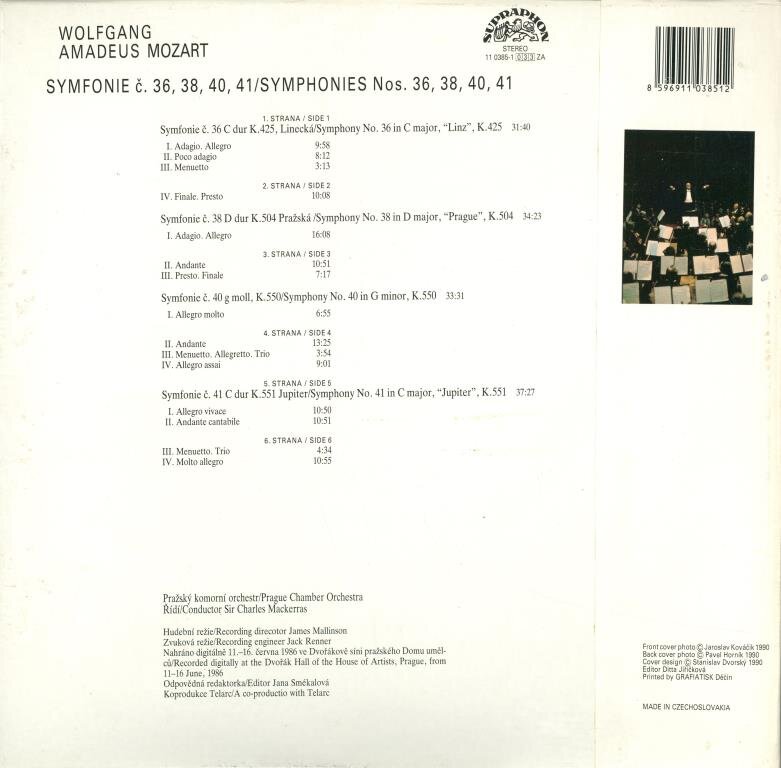 WOLFGANG
AMADEUS MOZART
SUPRAPHON
STEREO
11 0385-1 033 ZA
SYMFONIE č. 36, 38, 40, 41/SYMPHONIES Nos. 36, 38, 40, 41
1. STRANA / SIDE 1
Symfonie č. 36 C dur K.425, Linecká/Symphony No. 36 in C major, “Linz”, K.425 31:40
I. Adagio. Allegro 9:58
II. Poco adagio 8:12
III. Menuetto 3:13
2. STRANA / SIDE 2
IV. Finale. Presto 10:08
Symfonie č. 38 D dur K.504 Pražská /Symphony No. 38 in D major, “Prague”, K.504 34:23
I. Adagio. Allegro 16:08
3. STRANA / SIDE 3
II. Andante 10:51
III. Presto. Finale 7:17
Symfonie č. 40 g moll, K.550/Symphony No. 40 in G minor, K.550 33:31
I. Allegro molto 6:55
4. STRANA / SIDE 4
II. Andante 13:25
III. Menuetto. Allegretto. Trio 3:54
IV. Allegro assai 9:01
5. STRANA / SIDE 5
Symfonie č. 41 C dur K.551 Jupiter/Symphony No. 41 in C major, “Jupiter”, K.551 37:27
I. Allegro vivace 10:50
II. Andante cantabile 10:51
6. STRANA / SIDE 6
III. Menuetto. Trio 4:34
IV. Molto allegro 10:55
Pražský komorní orchestr/Prague Chamber Orchestra
Řídí/Conductor Sir Charles Mackerras
Hudební režie/Recording direcotor James Mallinson
Zvuková režie/Recording engineer Jack Renner
Nahráno digitálně 11.–16. června 1986 ve Dvořákově síni pražského Domu uměl-
ců/Recorded digitally at the Dvořák Hall of the House of Artists, Prague, from
11–16 June, 1986
Odpovědná redaktorka/Editor Jana Smékalová
Koprodukce Telarc/A co-productio with Telarc
8 596911 038512
Front cover photo © Jaroslav Kováčik 1990
Back cover photo © Pavel Horník 1990
Cover design © Stanislav Dvorský 1990
Editor Ditta Jiřičková
Printed by GRAFIATISK Děčín
MADE IN CZECHOSLOVAKIA